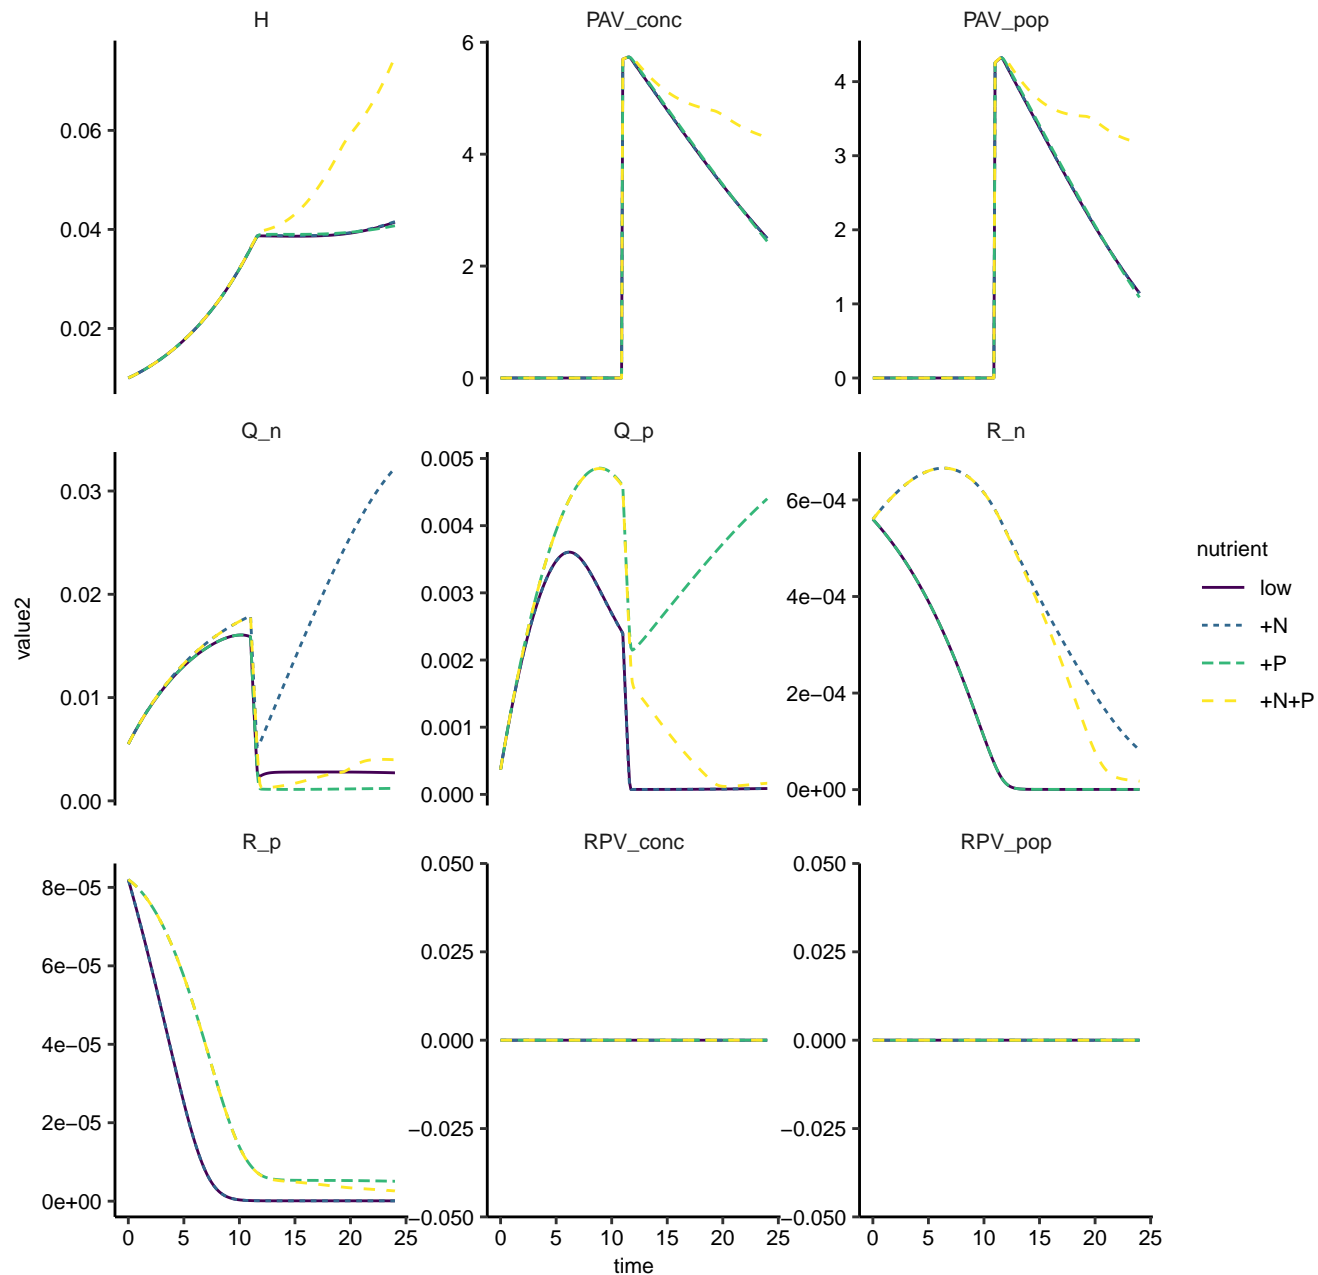 H
PAV_conc
PAV_pop
0.06
0.04
0.02
6
4
2
0
4
3
2
1
0
Q_n
Q_p
R_n
0.03
0.02
0.01
0.00
0.005
0.004
0.003
0.002
0.001
0.000
6e−04
4e−04
2e−04
0e+00
value2
nutrient
low
+N
+P
+N+P
R_p
RPV_conc
RPV_pop
8e−05
6e−05
4e−05
2e−05
0e+00
0.050
0.025
0.000
−0.025
−0.050
0.050
0.025
0.000
−0.025
−0.050
0 5 10 15 20 25
0 5 10 15 20 25
0 5 10 15 20 25
time